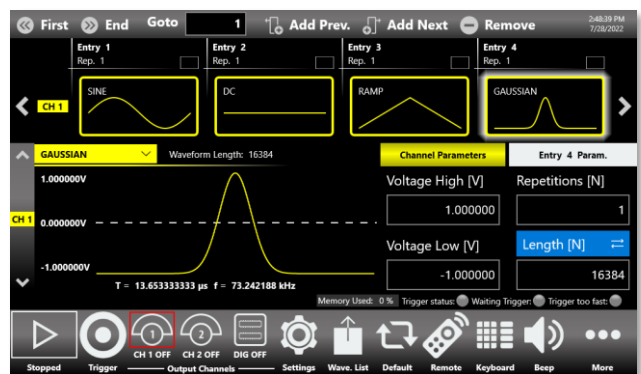 First End Goto 1 Add Prev. Add Next Remove 2:48:39 PM
7/28/2022
Entry 1 Entry 2 Entry 3 Entry 4
Rep. 1 Rep. 1 Rep. 1 Rep. 1
CH 1 SINE DC RAMP GAUSSIAN
GAUSSIAN Waveform Length: 16384 Channel Parameters Entry 4 Param.
1.000000V Voltage High [V] Repetitions [N]
1.000000 1
CH 1 0.000000V
Voltage Low [V] Length [N]
-1.000000V -1.000000 16384
T = 13.653333333 µs f = 73.242188 kHz
Memory Used: 0 % Trigger status: Waiting Trigger: Trigger too fast:
1 2
CH 1 OFF CH 2 OFF DIG OFF
Stopped Trigger Output Channels Settings Wave. List Default Remote Keyboard Beep More